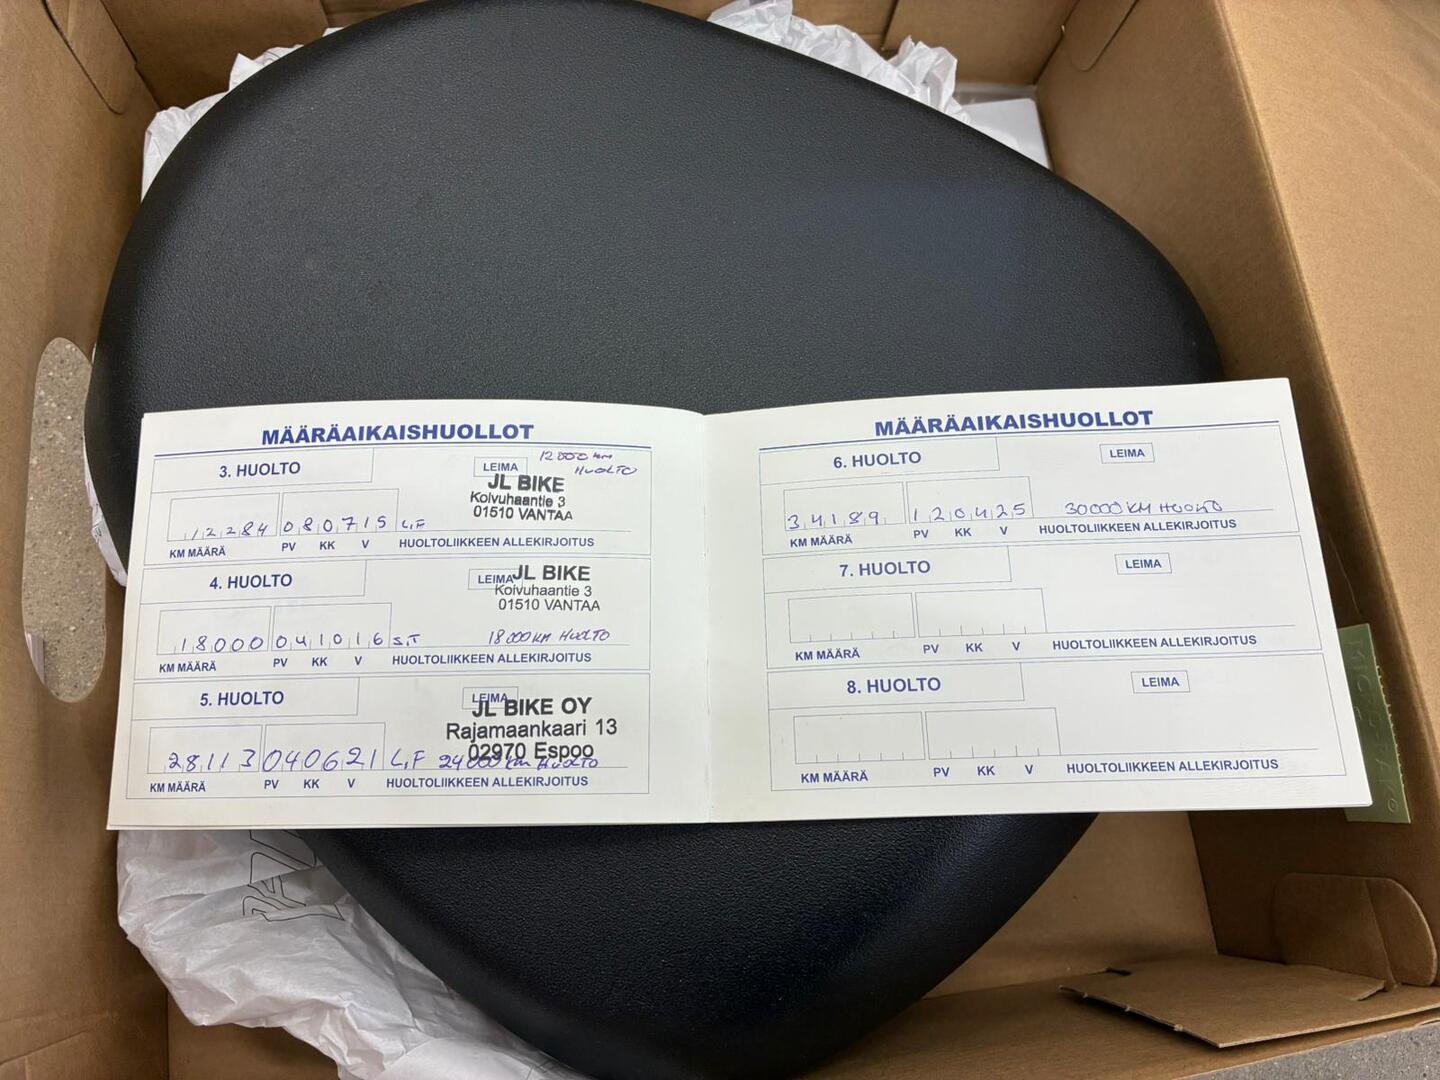 MÄÄRÄAIKAISHUOLLOT
3. HUOLTO
LEIMA
12000 km
HUOLTO
JL BIKE
Koivuhaantie 3
01510 VANTAA
12284 080715 L,F
KM MÄÄRÄ PV KK V HUOLTOLIIKKEEN ALLEKIRJOITUS
4. HUOLTO
LEIMA
JL BIKE
Koivuhaantie 3
01510 VANTAA
18000 041016 S,T 18000 KM HUOLTO
KM MÄÄRÄ PV KK V HUOLTOLIIKKEEN ALLEKIRJOITUS
5. HUOLTO
LEIMA
JL BIKE OY
Rajamaankaari 13
02970 Espoo
28113 040621 L,F 24000 km HUOLTO
KM MÄÄRÄ PV KK V HUOLTOLIIKKEEN ALLEKIRJOITUS
MÄÄRÄAIKAISHUOLLOT
6. HUOLTO
LEIMA
34189 120425 30000 KM HUOLTO
KM MÄÄRÄ PV KK V HUOLTOLIIKKEEN ALLEKIRJOITUS
7. HUOLTO
LEIMA
KM MÄÄRÄ PV KK V HUOLTOLIIKKEEN ALLEKIRJOITUS
8. HUOLTO
LEIMA
KM MÄÄRÄ PV KK V HUOLTOLIIKKEEN ALLEKIRJOITUS